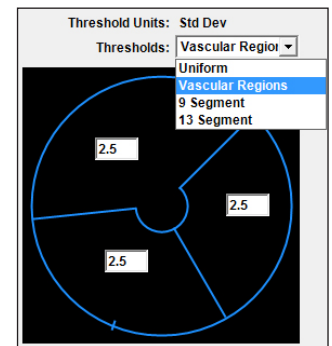 Threshold Units: Std Dev
Thresholds: Vascular Region
Uniform
Vascular Regions
9 Segment
13 Segment
2.5
2.5
2.5